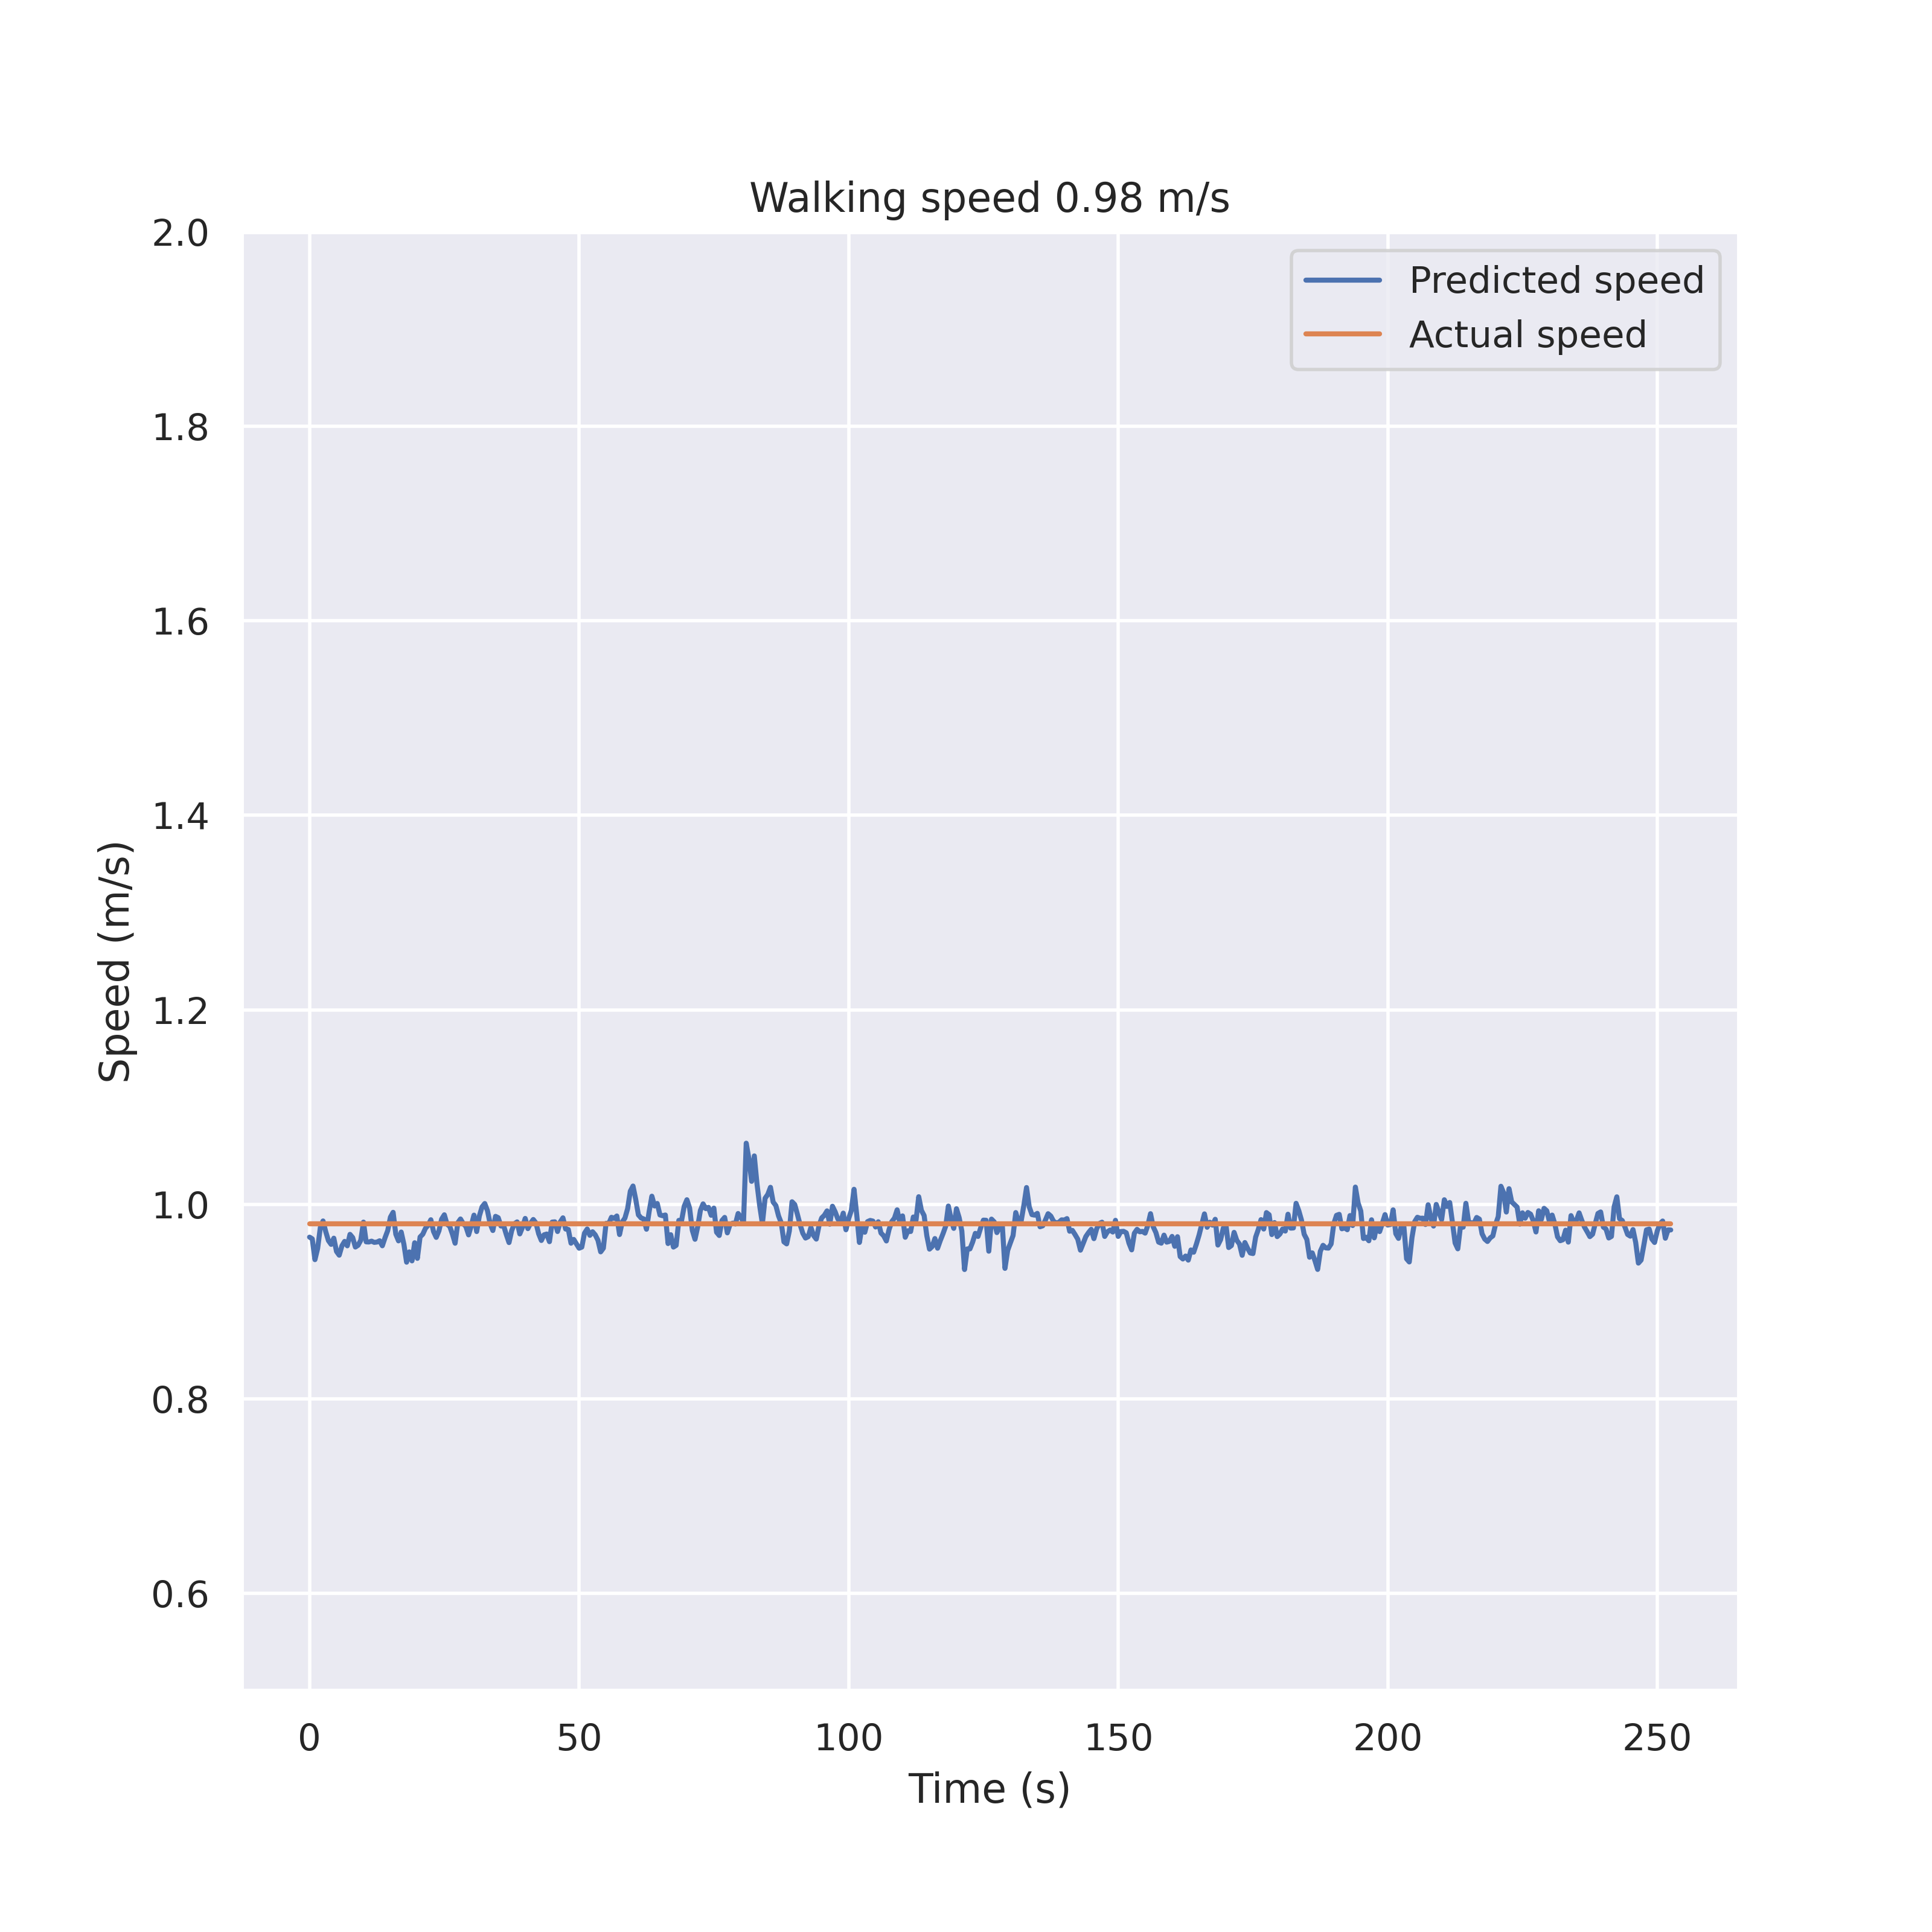 Walking speed 0.98 m/s
Predicted speed
Actual speed
2.0
1.8
1.6
1.4
1.2
1.0
0.8
0.6
Speed (m/s)
0 50 100 150 200 250
Time (s)